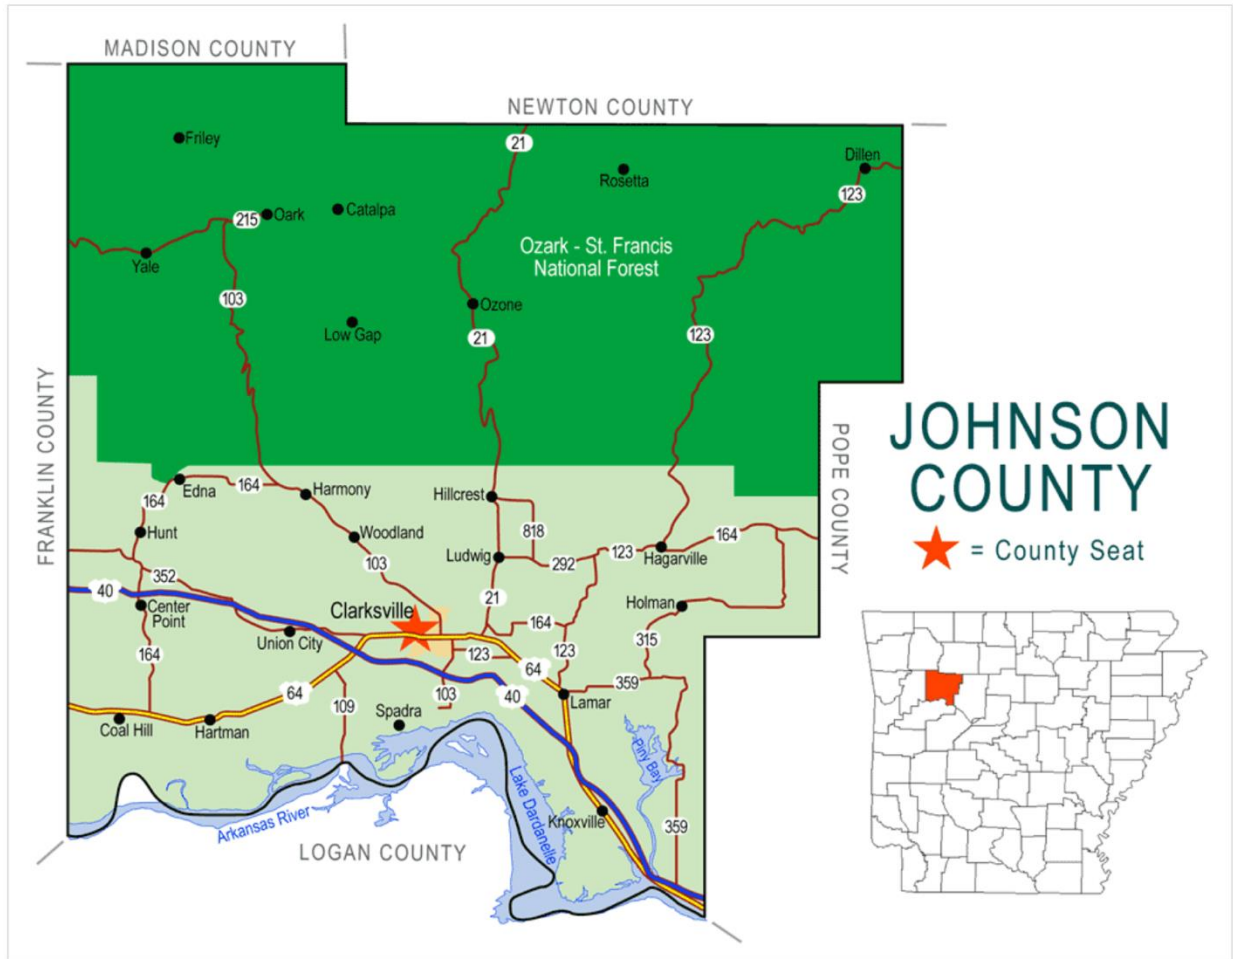 MADISON COUNTY
NEWTON COUNTY
21
Friley
Dillen
Rosetta
123
Oark
Catalpa
215
Ozark - St. Francis
National Forest
Yale
103
Ozone
Low Gap
21
123
FRANKLIN COUNTY
POPE COUNTY
JOHNSON
COUNTY
= County Seat
Edna
164
Harmony
Hillcrest
164
Hunt
Woodland
818
164
Ludwig
123
Hagarville
292
103
352
40
Center
Point
21
Holman
Clarksville
164
315
Union City
123
123
164
64
359
64
103
40
109
Lamar
Spadra
Coal Hill
Hartman
Piny Bay
Lake Dardanelle
Arkansas River
Knoxville
359
LOGAN COUNTY